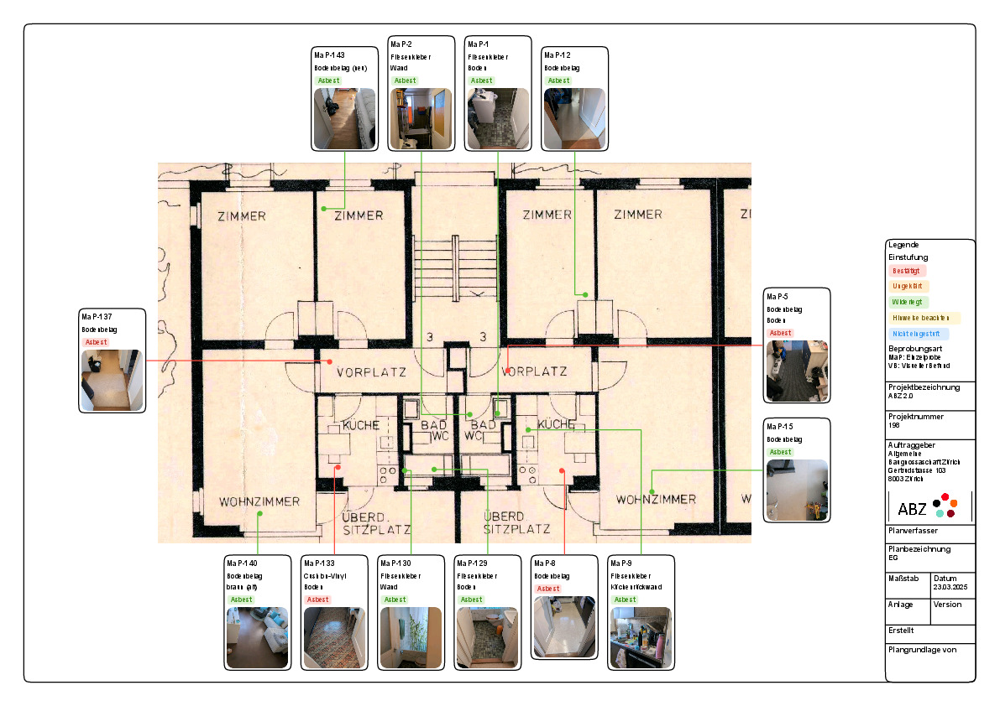 MaP-143
Bodenbelag (neu)
Asbest
MaP-2
Fliesenkleber
Wand
Asbest
MaP-1
Fliesenkleber
Boden
Asbest
MaP-12
Bodenbelag
Asbest
ZIMMER
ZIMMER
ZIMMER
ZIMMER
ZI
MaP-137
Bodenbelag
Asbest
3
3
VORPLATZ
VORPLATZ
MaP-5
Bodenbelag
Boden
Asbest
KÜCHE
BAD
WC
BAD
WC
KÜCHE
MaP-15
Bodenbelag
Asbest
WOHNZIMMER
ÜBERD.
SITZPLATZ
ÜBERD.
SITZPLATZ
WOHNZIMMER
W
MaP-140
Bodenbelag
braun (alt)
Asbest
MaP-133
Cushion-Vinyl
Boden
Asbest
MaP-130
Fliesenkleber
Wand
Asbest
MaP-129
Fliesenkleber
Boden
Asbest
MaP-8
Bodenbelag
Asbest
MaP-9
Fliesenkleber
Küchenrückwand
Asbest
Legende
Einstufung
Bestätigt
Ungeklärt
Widerlegt
Hinweise beachten
Nicht eingestuft
Beprobungsart
MaP: Einzelprobe
VB: Visueller Befund
Projektbezeichnung
ABZ 2.0
Projektnummer
198
Auftraggeber
Allgemeine
Baugnossaschaft Zürich
Gertrudstrasse 103
8003 Zürich
ABZ
Planverfasser
Planbezeichnung
EG
Maßstab
Datum
23.03.2025
Anlage
Version
Erstellt
Plangrundlage von